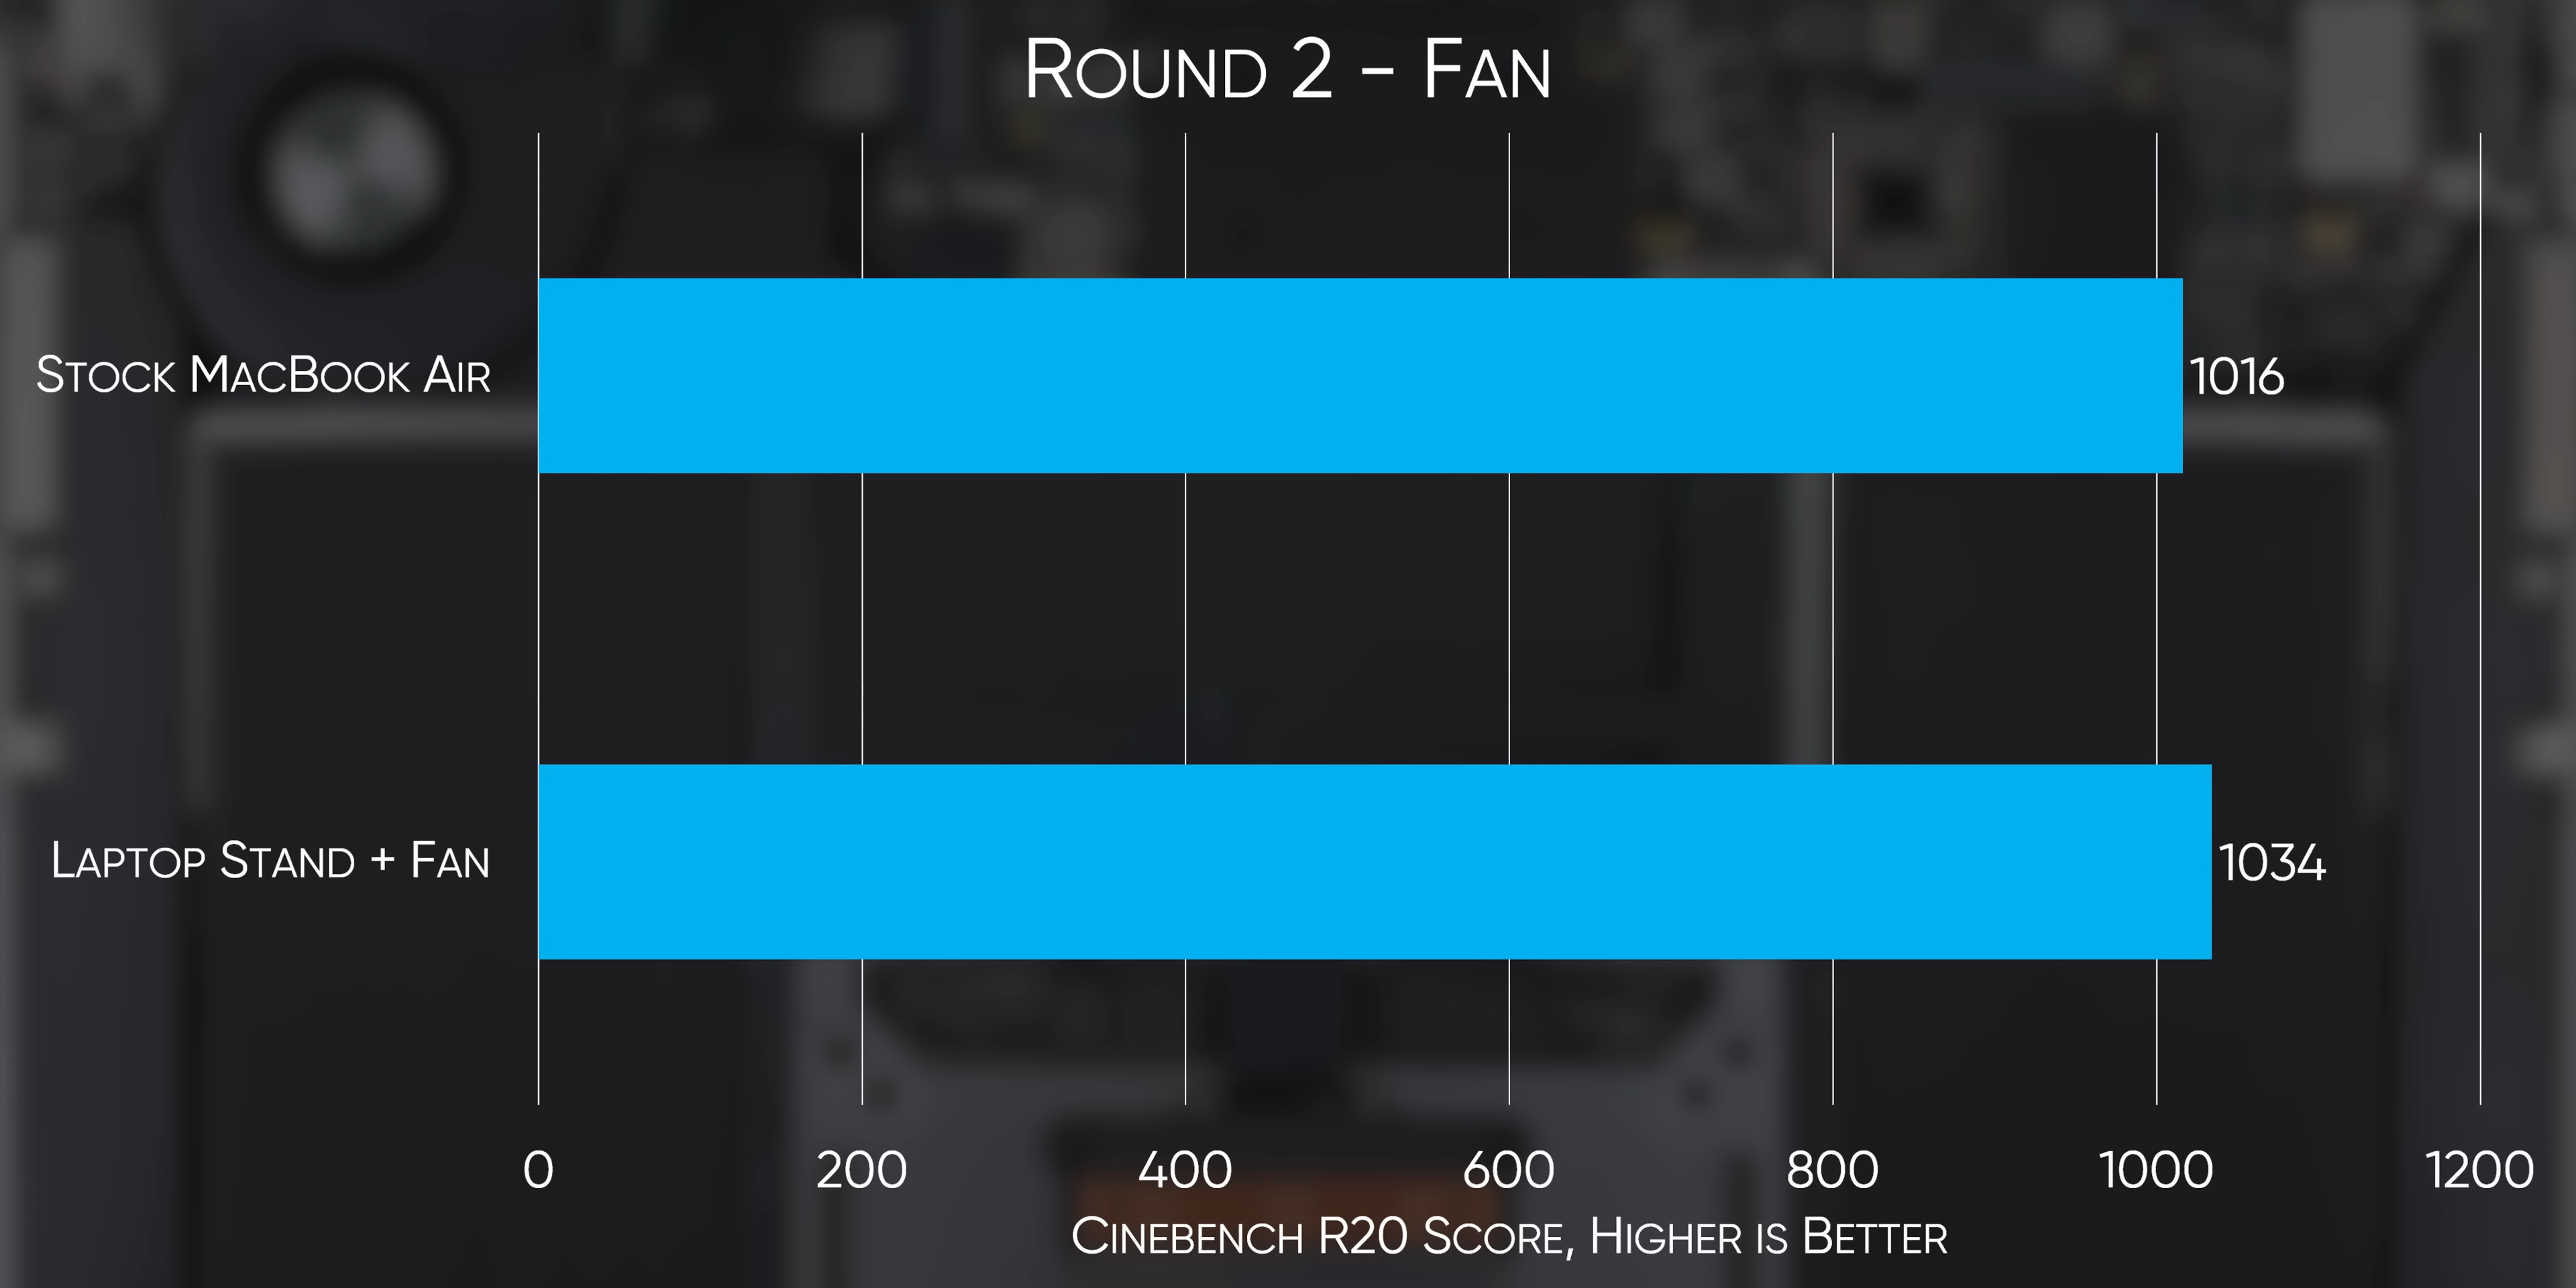 Round 2 - Fan
Stock MacBook Air
1016
Laptop Stand + Fan
1034
0 200 400 600 800 1000 1200
Cinebench R20 Score, Higher is Better